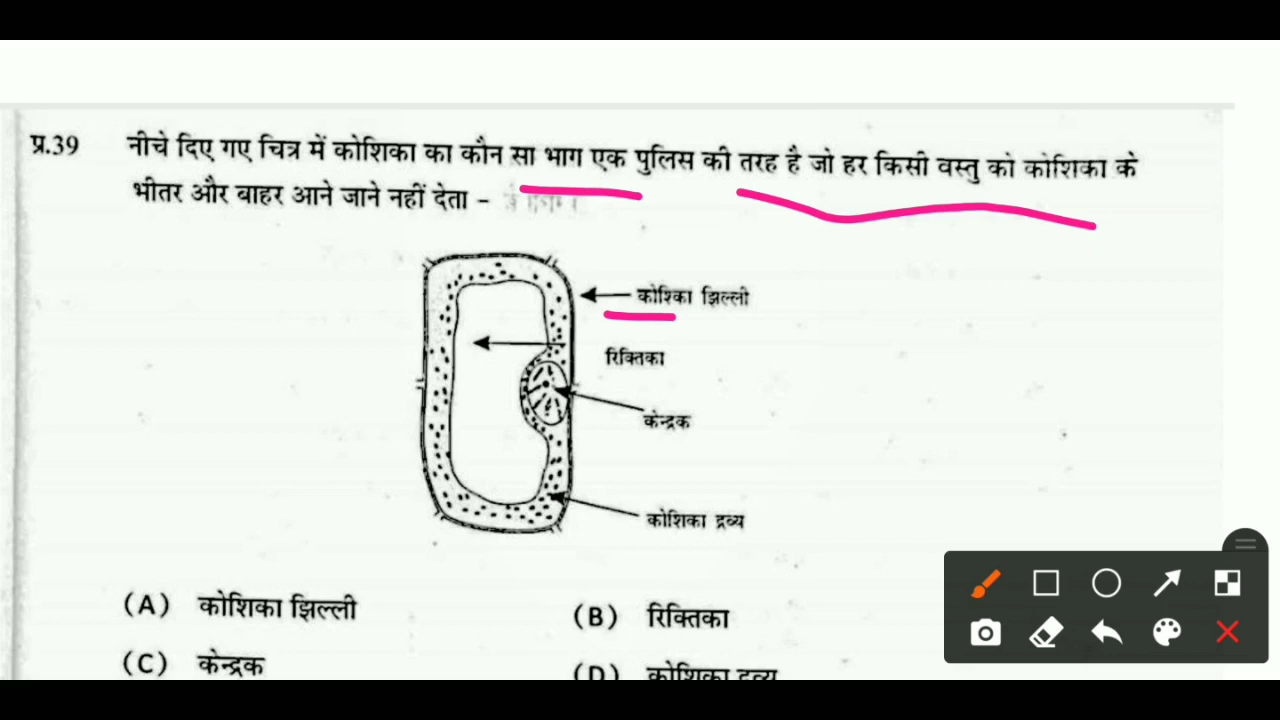 प्र.39 नीचे दिए गए चित्र में कोशिका का कौन सा भाग एक पुलिस की तरह है जो हर किसी वस्तु को कोशिका के
भीतर और बाहर आने जाने नहीं देता -
कोश्किा झिल्ली
रिक्तिका
केन्द्रक
कोशिका द्रव्य
(A) कोशिका झिल्ली (B) रिक्तिका
(C) केन्द्रक (D) कोशिका द्रव्य